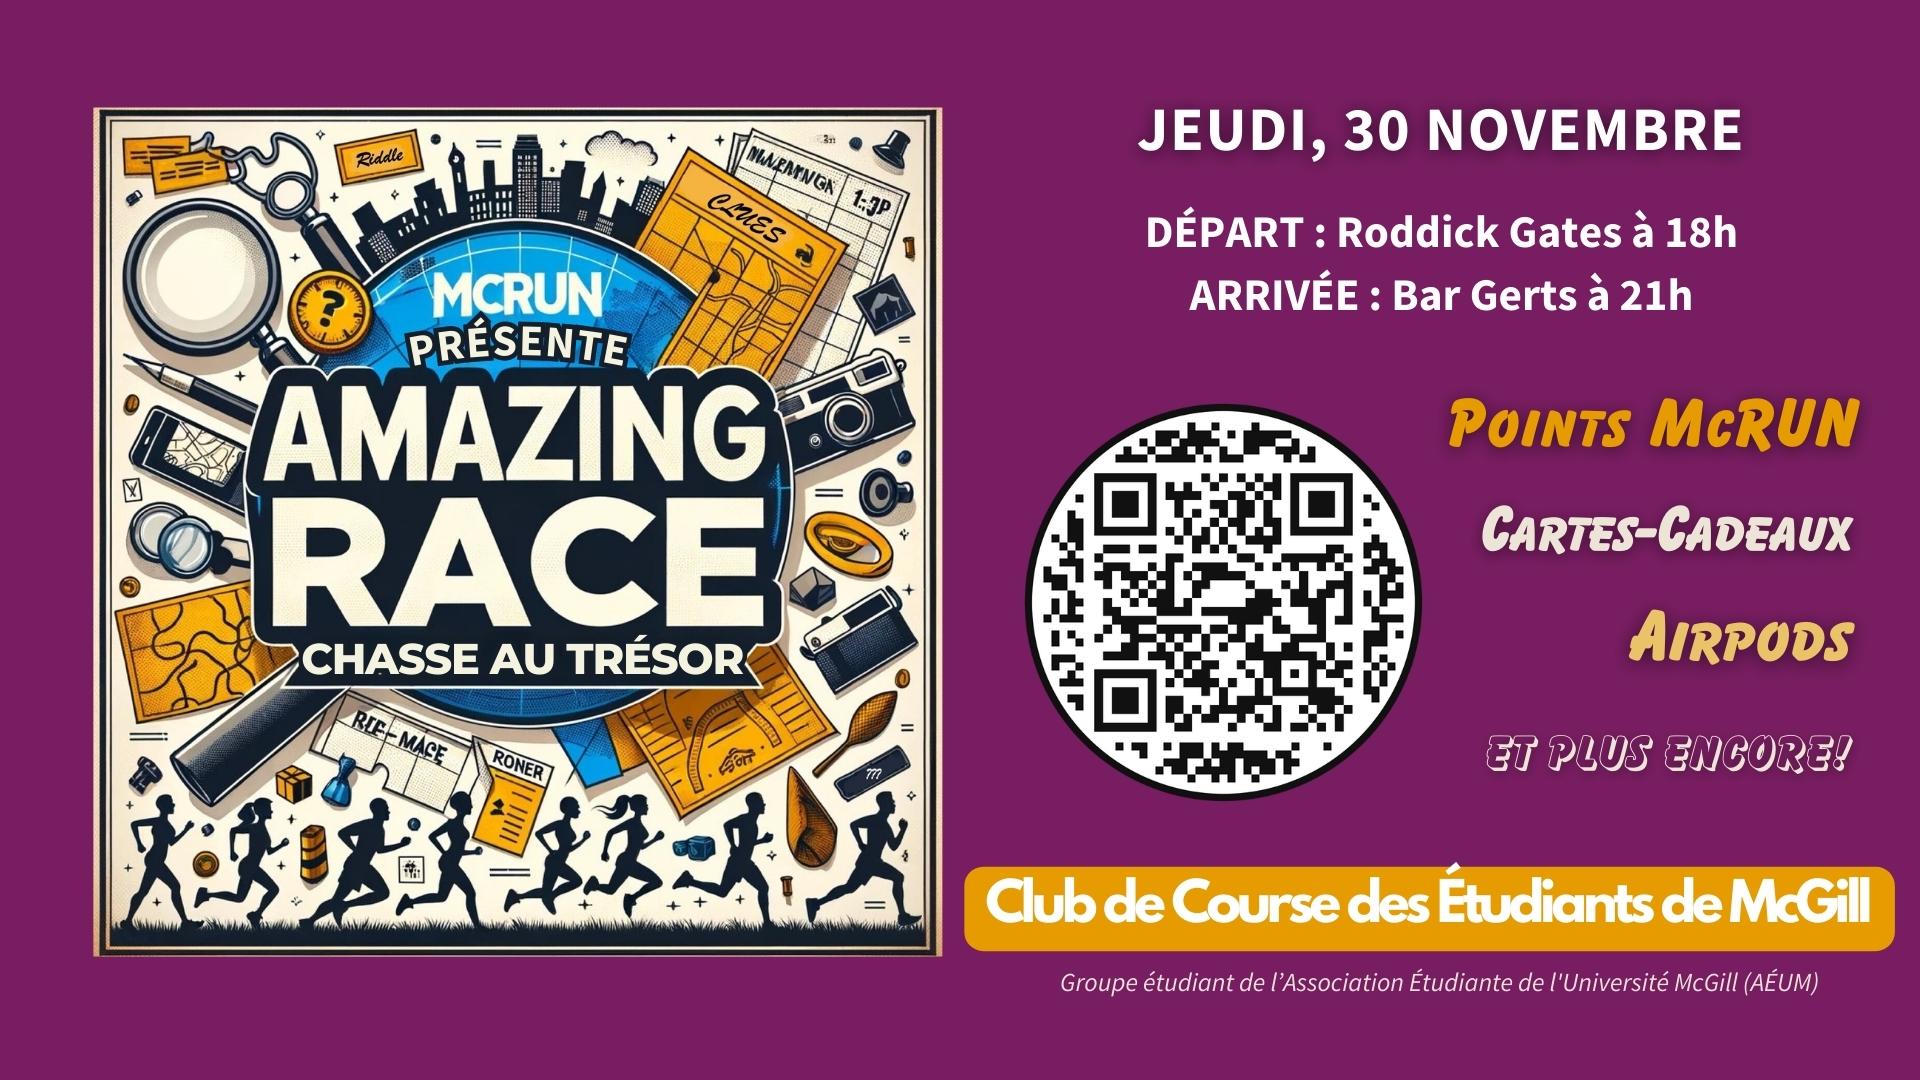 Riddle
CLUES
MCRUN
PRÉSENTE
AMAZING
RACE
CHASSE AU TRÉSOR
RONER
???
JEUDI, 30 NOVEMBRE
DÉPART : Roddick Gates à 18h
ARRIVÉE : Bar Gerts à 21h
POINTS MCRUN
CARTES-CADEAUX
AIRPODS
ET PLUS ENCORE!
Club de Course des Étudiants de McGill
Groupe étudiant de l’Association Étudiante de l'Université McGill (AÉUM)